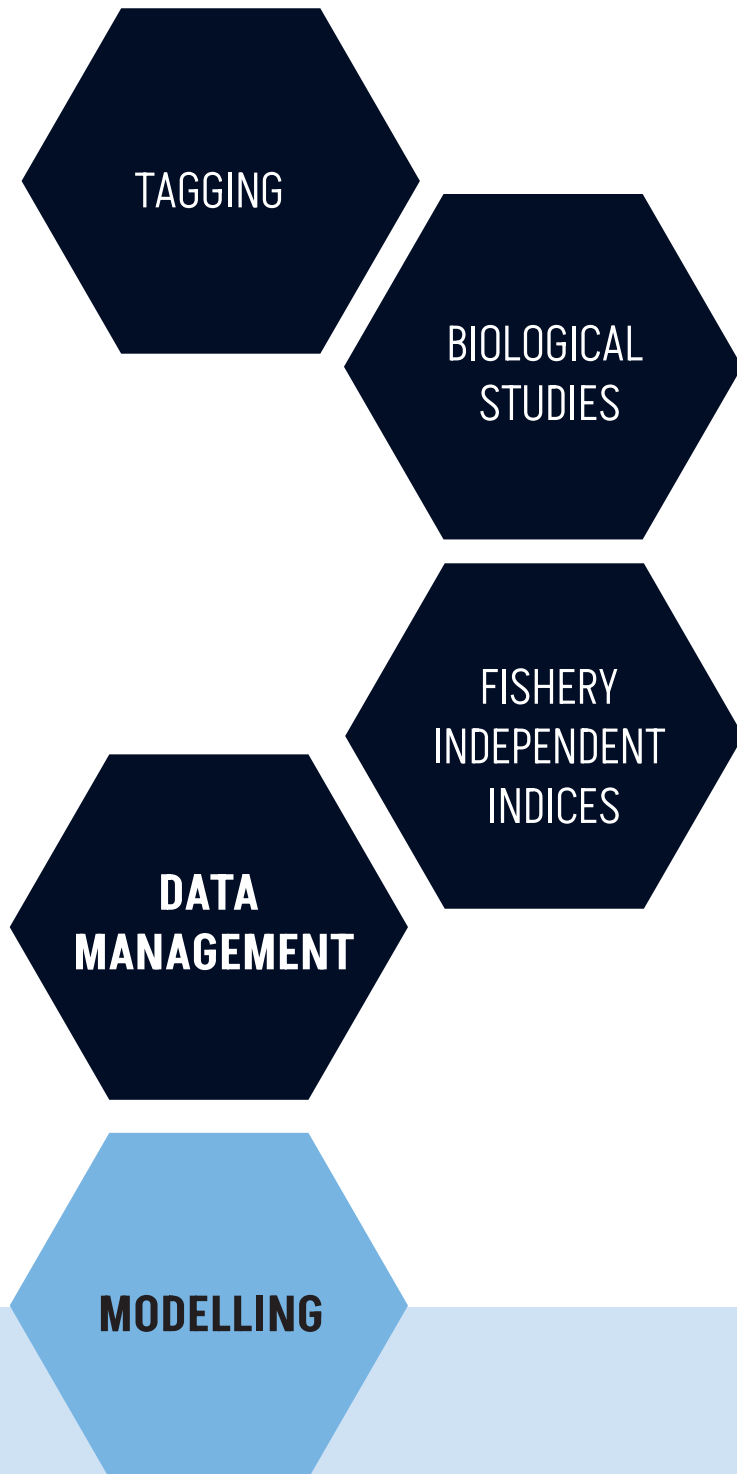 TAGGING
BIOLOGICAL
STUDIES
FISHERY
INDEPENDENT
INDICES
DATA
MANAGEMENT
MODELLING